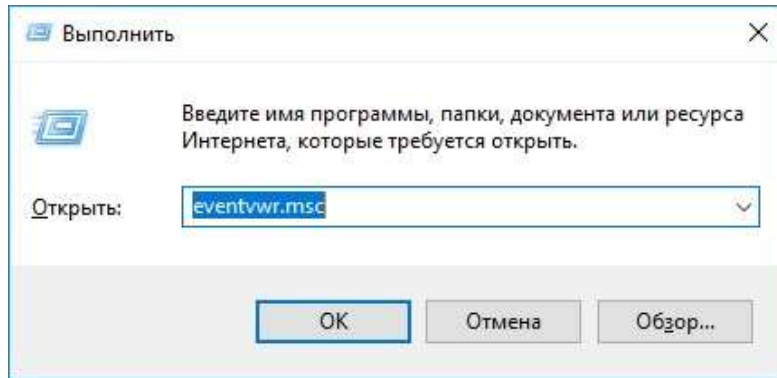 Выполнить
Введите имя программы, папки, документа или ресурса
Интернета, которые требуется открыть.
Открыть: eventvwr.msc
OK Отмена Обзор...